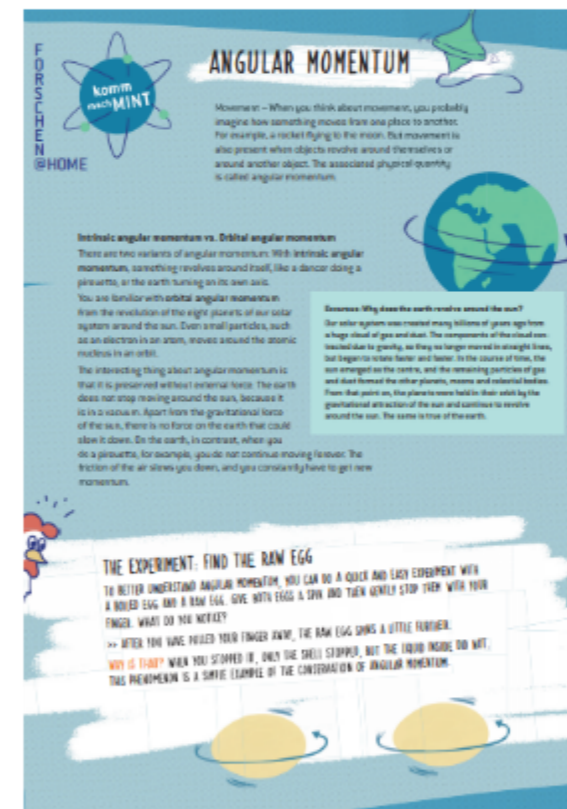 FORSCHEN
@HOME
komm
mach MINT
ANGULAR MOMENTUM
Movement – When you think about movement, you probably
imagine how something moves from one place to another.
For example, a rocket flying to the moon. But movement is
also present when objects revolve around themselves or
around another object. The associated physical quantity
is called angular momentum.
Intrinsic angular momentum vs. Orbital angular momentum
There are two variants of angular momentum: With intrinsic angular
momentum, something revolves around itself, like a dancer doing a
pirouette, or the earth turning on its own axis.
You are familiar with orbital angular momentum
from the revolution of the eight planets of our solar
system around the sun. Even small particles, such
as an electron in an atom, moves around the atomic
nucleus in an orbit.
The interesting thing about angular momentum is
that it is preserved without external force. The earth
does not stop moving around the sun, because it
is in a vacuum. Apart from the gravitational force
of the sun, there is no force on the earth that could
slow it down. On the earth, in contrast, when you
do a pirouette, for example, you do not continue moving forever. The
friction of the air slows you down, and you constantly have to get new
momentum.
Why does the earth revolve around the sun?
Our solar system was created many billions of years ago from
a huge cloud of gas and dust. The components of the cloud con-
tracted due to gravity, so they no longer moved in straight lines,
but began to rotate faster and faster. In the course of time, the
sun emerged as the centre, and the remaining particles of gas
and dust formed the other planets, moons and celestial bodies.
From that point on, the planets were held in their orbit by the
gravitational attraction of the sun and continue to revolve
around the sun. The same is true of the earth.
THE EXPERIMENT: FIND THE RAW EGG
TO BETTER UNDERSTAND ANGULAR MOMENTUM, YOU CAN DO A QUICK AND EASY EXPERIMENT WITH
A BOILED EGG AND A RAW EGG. GIVE BOTH EGGS A SPIN AND THEN GENTLY STOP THEM WITH YOUR
FINGER. WHAT DO YOU NOTICE?
>> AFTER YOU HAVE PULLED YOUR FINGER AWAY, THE RAW EGG SPINS A LITTLE FURTHER.
WHY IS THAT? WHEN YOU STOPPED IT, ONLY THE SHELL STOPPED, BUT THE LIQUID INSIDE DID NOT.
THIS PHENOMENON IS A SIMPLE EXAMPLE OF THE CONSERVATION OF ANGULAR MOMENTUM.